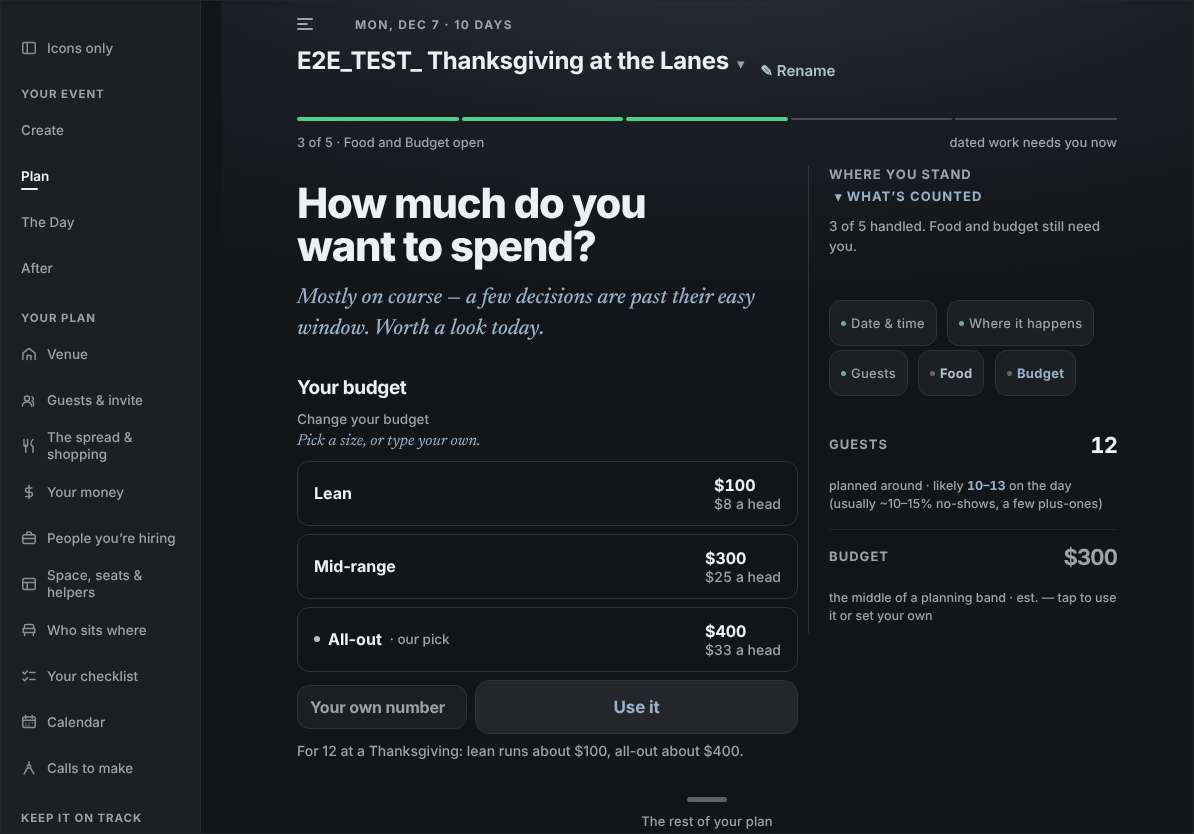 Icons only
YOUR EVENT
Create
Plan
The Day
After
YOUR PLAN
Venue
Guests & invite
The spread &
shopping
Your money
People you're hiring
Space, seats &
helpers
Who sits where
Your checklist
Calendar
Calls to make
KEEP IT ON TRACK
MON, DEC 7 · 10 DAYS
E2E_TEST_ Thanksgiving at the Lanes ▾
✎ Rename
3 of 5 · Food and Budget open
dated work needs you now
How much do you
want to spend?
Mostly on course — a few decisions are past their easy
window. Worth a look today.
Your budget
Change your budget
Pick a size, or type your own.
Lean
$100
$8 a head
Mid-range
$300
$25 a head
All-out · our pick
$400
$33 a head
Your own number
Use it
For 12 at a Thanksgiving: lean runs about $100, all-out about $400.
The rest of your plan
WHERE YOU STAND
▾ WHAT’S COUNTED
3 of 5 handled. Food and budget still need
you.
Date & time
Where it happens
Guests
Food
Budget
GUESTS
12
planned around · likely 10–13 on the day
(usually ~10–15% no-shows, a few plus-ones)
BUDGET
$300
the middle of a planning band · est. — tap to use
it or set your own